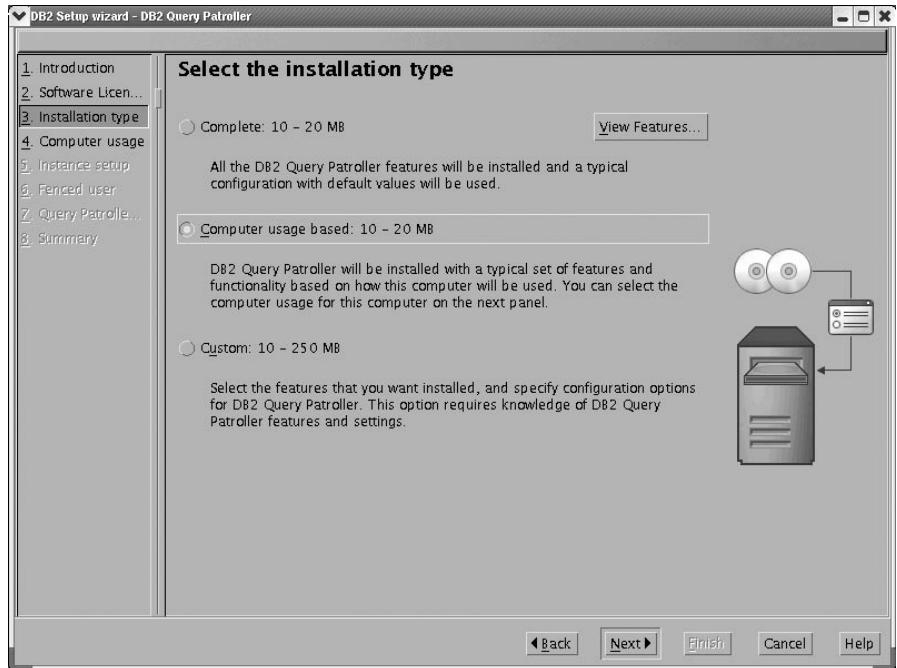 DB2 Setup wizard - DB2 Query Patroller
1. Introduction
2. Software Licen...
3. Installation type
4. Computer usage
5. Instance setup
6. Fenced user
7. Query Patrolle...
8. Summary
Select the installation type
Complete: 10 - 20 MB
View Features...
All the DB2 Query Patroller features will be installed and a typical
configuration with default values will be used.
Computer usage based: 10 - 20 MB
DB2 Query Patroller will be installed with a typical set of features and
functionality based on how this computer will be used. You can select the
computer usage for this computer on the next panel.
Custom: 10 - 250 MB
Select the features that you want installed, and specify configuration options
for DB2 Query Patroller. This option requires knowledge of DB2 Query
Patroller features and settings.
Back
Next
Finish
Cancel
Help